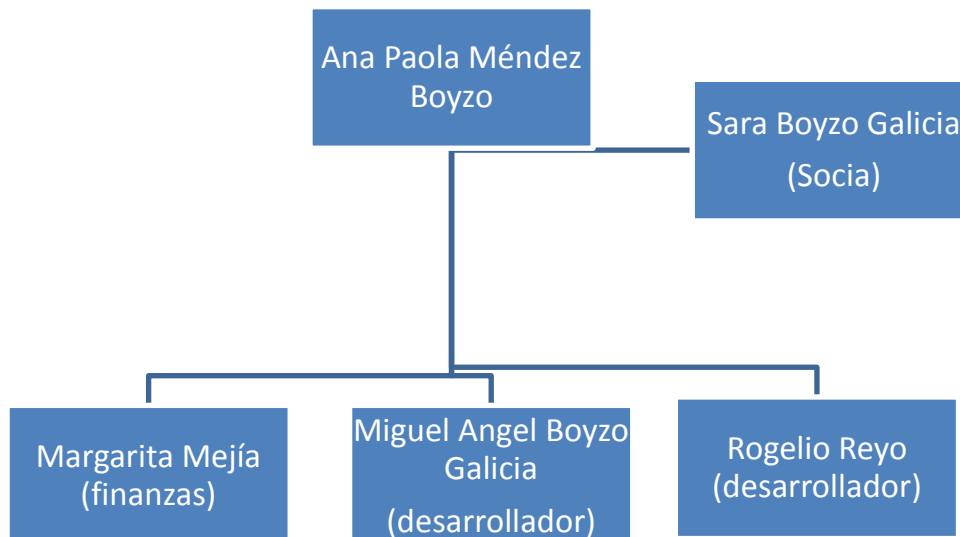 Ana Paola Méndez
Boyzo
Sara Boyzo Galicia
(Socia)
Margarita Mejía
(finanzas)
Miguel Angel Boyzo
Galicia
(desarrollador)
Rogelio Reyo
(desarrollador)